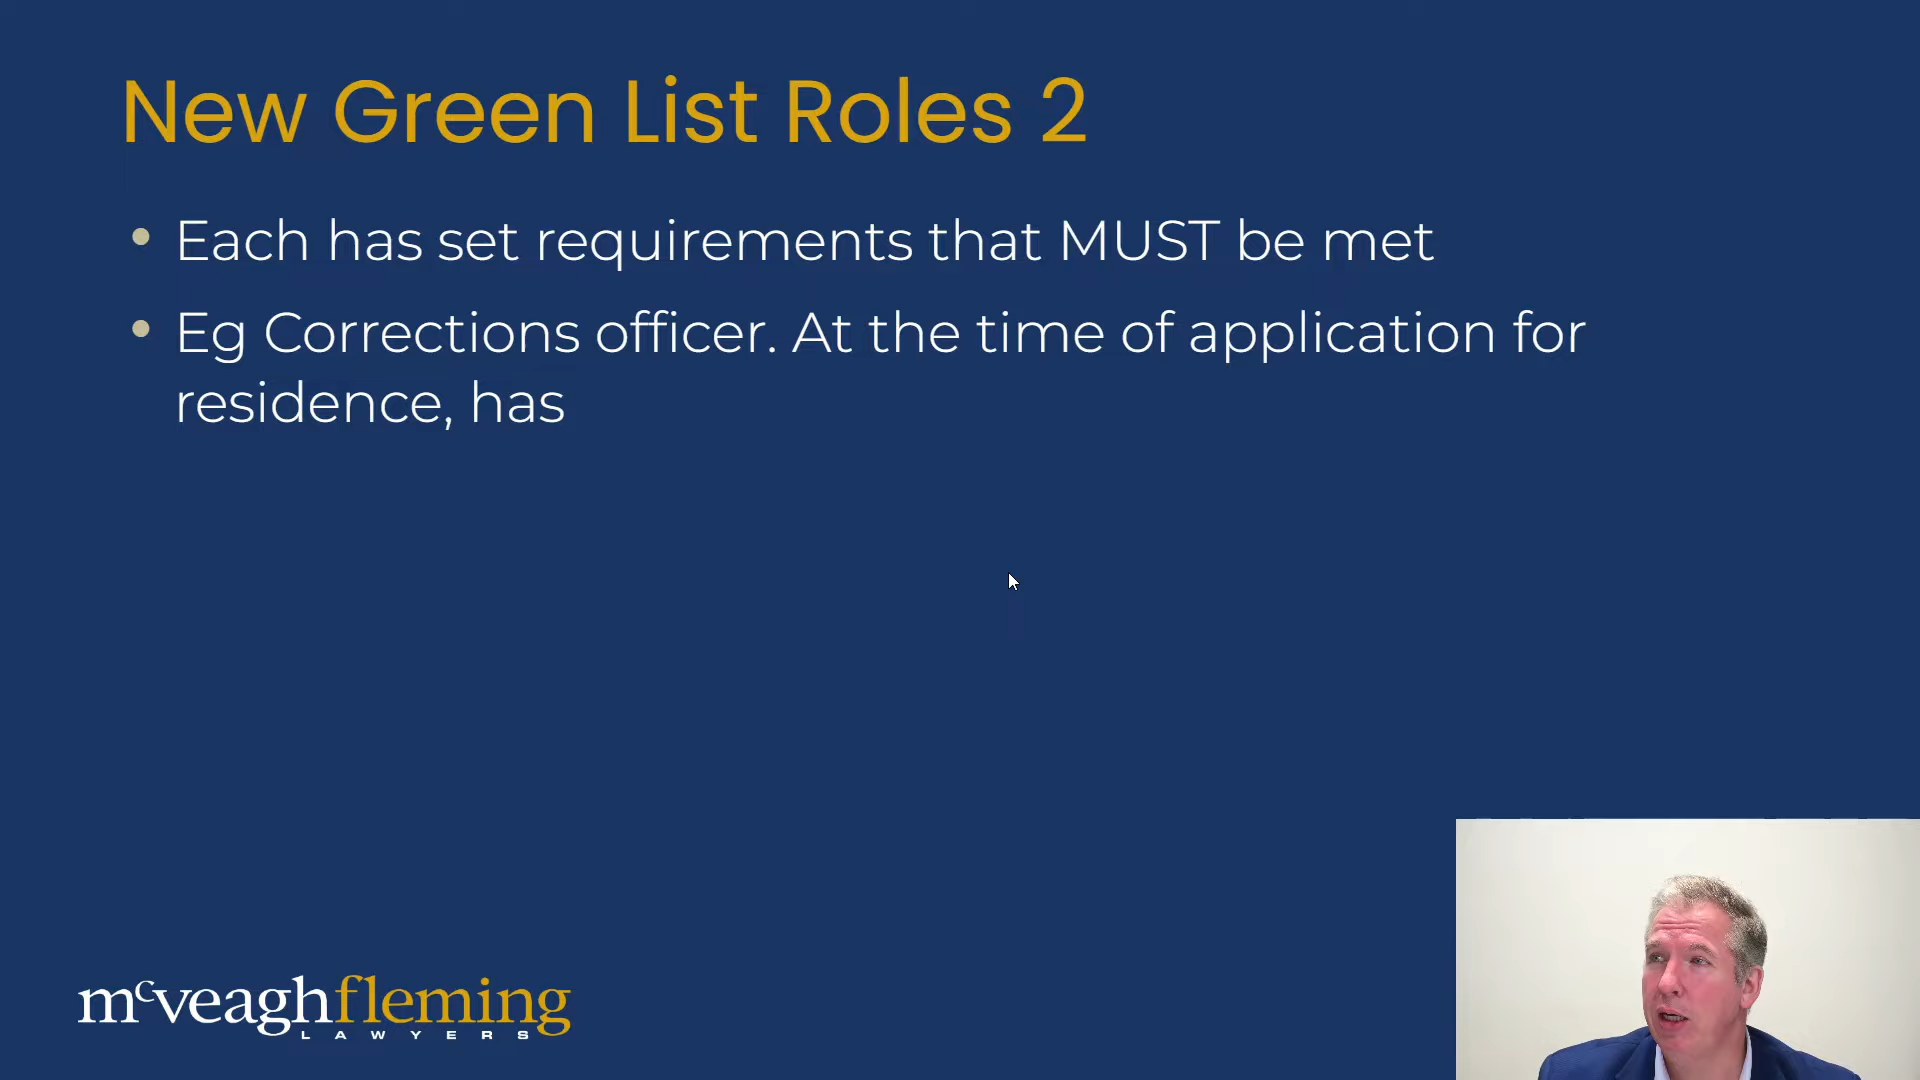 New Green List Roles 2
• Each has set requirements that MUST be met
• Eg Corrections officer. At the time of application for
residence, has
mcveaghfleming
LAWYERS